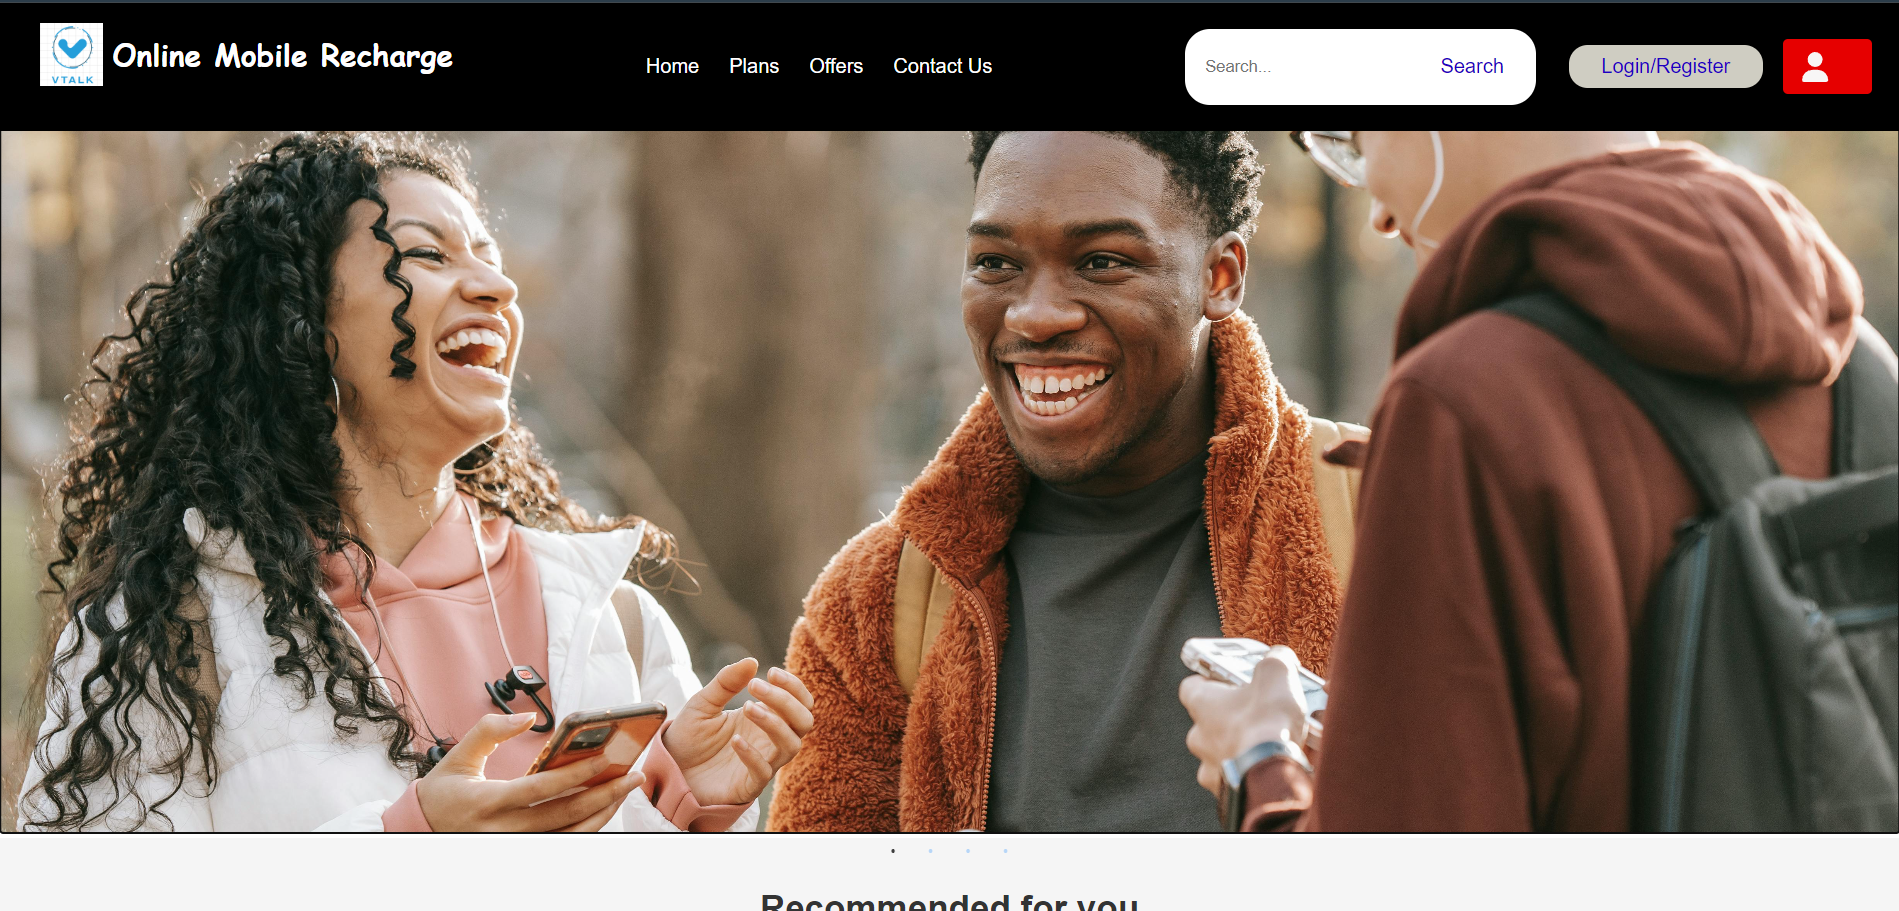 VTALK
Online Mobile Recharge
Home
Plans
Offers
Contact Us
Search...
Search
Login/Register
Recommended for you